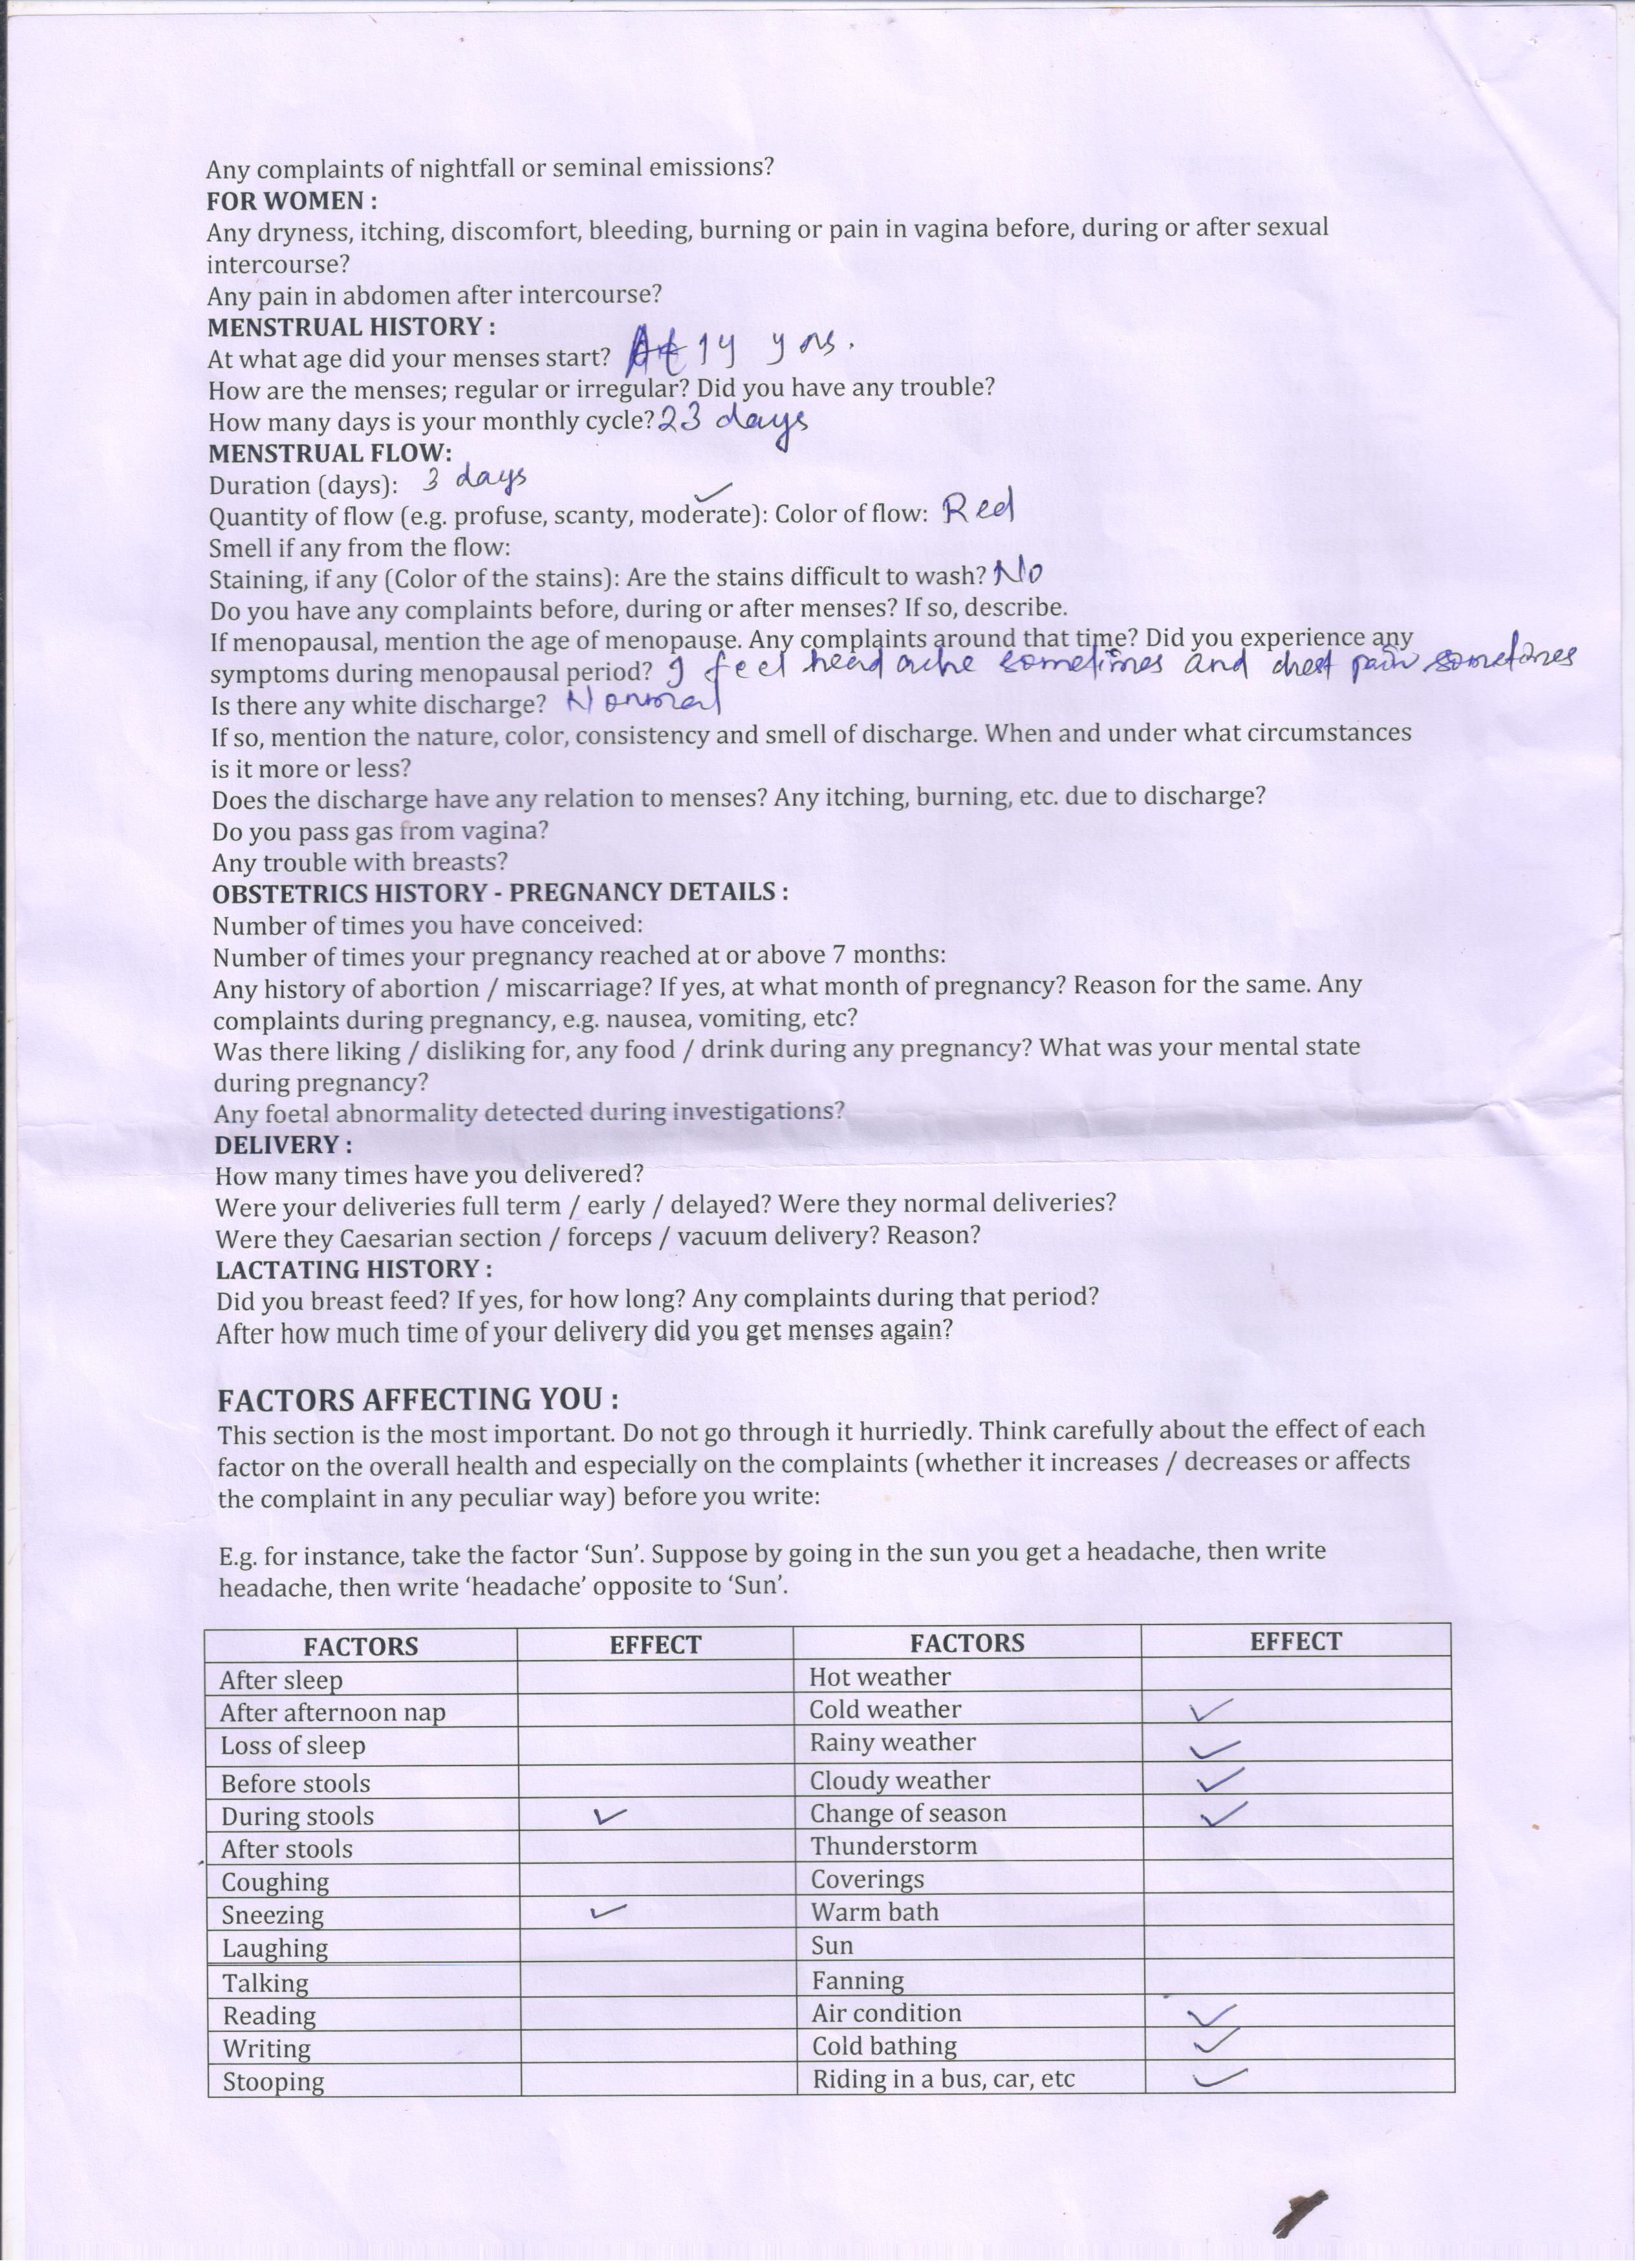 Any complaints of nightfall or seminal emissions?
FOR WOMEN :
Any dryness, itching, discomfort, bleeding, burning or pain in vagina before, during or after sexual
intercourse?
Any pain in abdomen after intercourse?
MENSTRUAL HISTORY :
At what age did your menses start? At 14 yrs.
How are the menses; regular or irregular? Did you have any trouble?
How many days is your monthly cycle? 23 days
MENSTRUAL FLOW:
Duration (days): 3 days
Quantity of flow (e.g. profuse, scanty, moderate): Color of flow: Red
Smell if any from the flow:
Staining, if any (Color of the stains): Are the stains difficult to wash? No
Do you have any complaints before, during or after menses? If so, describe.
If menopausal, mention the age of menopause. Any complaints around that time? Did you experience any
symptoms during menopausal period? I feel head ache sometimes and chest pain sometimes
Is there any white discharge? Normal
If so, mention the nature, color, consistency and smell of discharge. When and under what circumstances
is it more or less?
Does the discharge have any relation to menses? Any itching, burning, etc. due to discharge?
Do you pass gas from vagina?
Any trouble with breasts?
OBSTETRICS HISTORY - PREGNANCY DETAILS :
Number of times you have conceived:
Number of times your pregnancy reached at or above 7 months:
Any history of abortion / miscarriage? If yes, at what month of pregnancy? Reason for the same. Any
complaints during pregnancy, e.g. nausea, vomiting, etc?
Was there liking / disliking for, any food / drink during any pregnancy? What was your mental state
during pregnancy?
Any foetal abnormality detected during investigations?
DELIVERY :
How many times have you delivered?
Were your deliveries full term / early / delayed? Were they normal deliveries?
Were they Caesarian section / forceps / vacuum delivery? Reason?
LACTATING HISTORY :
Did you breast feed? If yes, for how long? Any complaints during that period?
After how much time of your delivery did you get menses again?
FACTORS AFFECTING YOU :
This section is the most important. Do not go through it hurriedly. Think carefully about the effect of each
factor on the overall health and especially on the complaints (whether it increases / decreases or affects
the complaint in any peculiar way) before you write:
E.g. for instance, take the factor ‘Sun’. Suppose by going in the sun you get a headache, then write
headache, then write ‘headache’ opposite to ‘Sun’.
FACTORS EFFECT FACTORS EFFECT
After sleep Hot weather
After afternoon nap Cold weather ✓
Loss of sleep Rainy weather ✓
Before stools Cloudy weather ✓
During stools ✓ Change of season ✓
After stools Thunderstorm
Coughing Coverings
Sneezing ✓ Warm bath
Laughing Sun
Talking Fanning
Reading Air condition ✓
Writing Cold bathing ✓
Stooping Riding in a bus, car, etc ✓